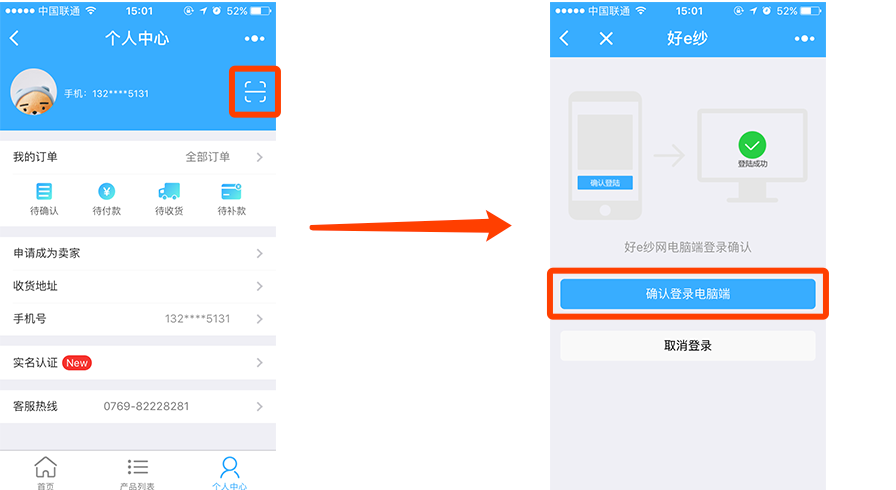 中国联通
15:01
52%
个人中心
手机：132****5131
我的订单
全部订单
待确认
待付款
待收货
待补款
申请成为卖家
收货地址
手机号
132****5131
实名认证
New
客服热线
0769-82228281
首页
产品列表
个人中心
中国联通
15:01
52%
好e纱
确认登陆
登陆成功
好e纱网电脑端登录确认
确认登录电脑端
取消登录